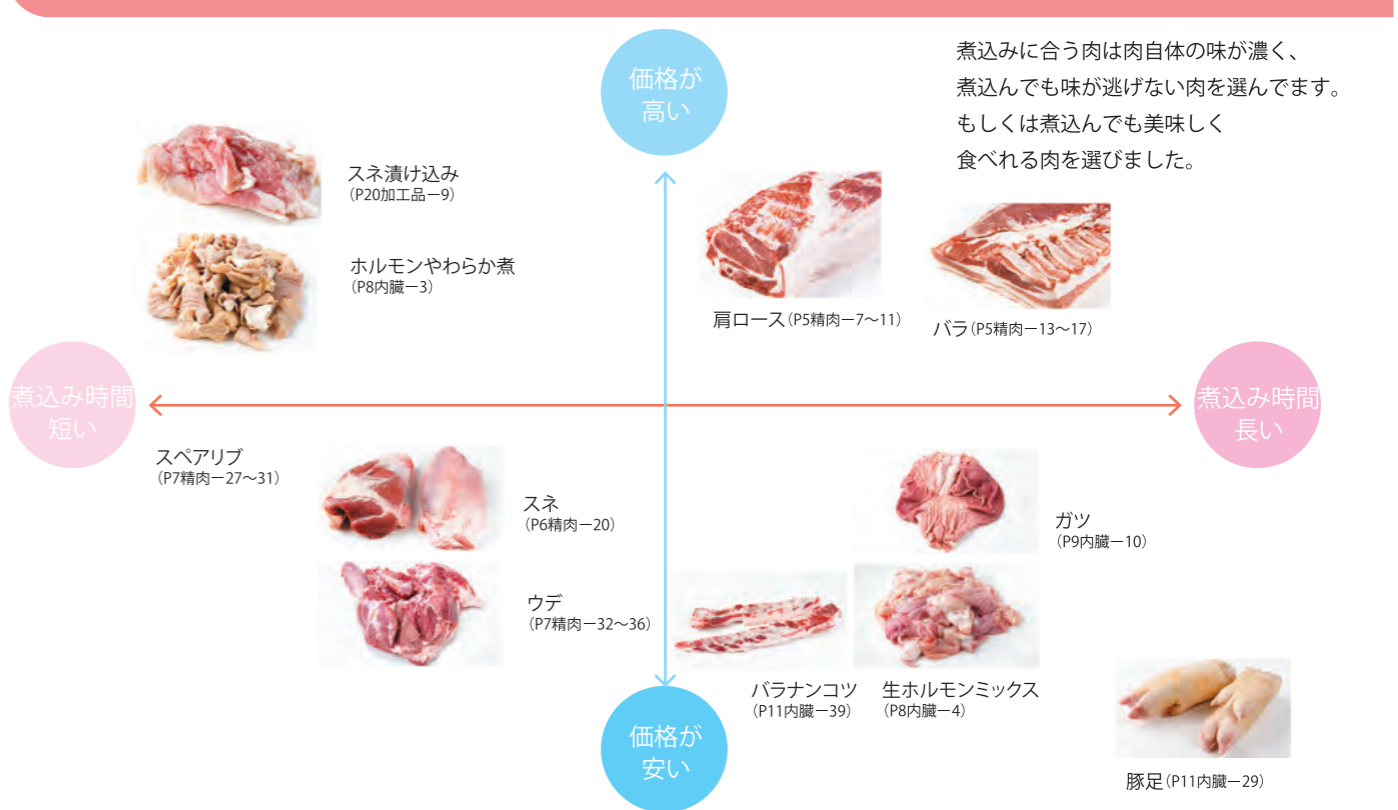 価格が
高い
煮込みに合う肉は肉自体の味が濃く、
煮込んでも味が逃げない肉を選んでます。
もしくは煮込んでも美味しく
食べれる肉を選びました。
スネ漬け込み
(P20加工品ー9)
ホルモンやわらか煮
(P8内臓ー3)
肩ロース(P5精肉ー7〜11)
バラ(P5精肉ー13〜17)
煮込み時間
短い
煮込み時間
長い
スペアリブ
(P7精肉ー27〜31)
スネ
(P6精肉ー20)
ガツ
(P9内臓ー10)
ウデ
(P7精肉ー32〜36)
バラナンコツ
(P11内臓ー39)
生ホルモンミックス
(P8内臓ー4)
価格が
安い
豚足(P11内臓ー29)